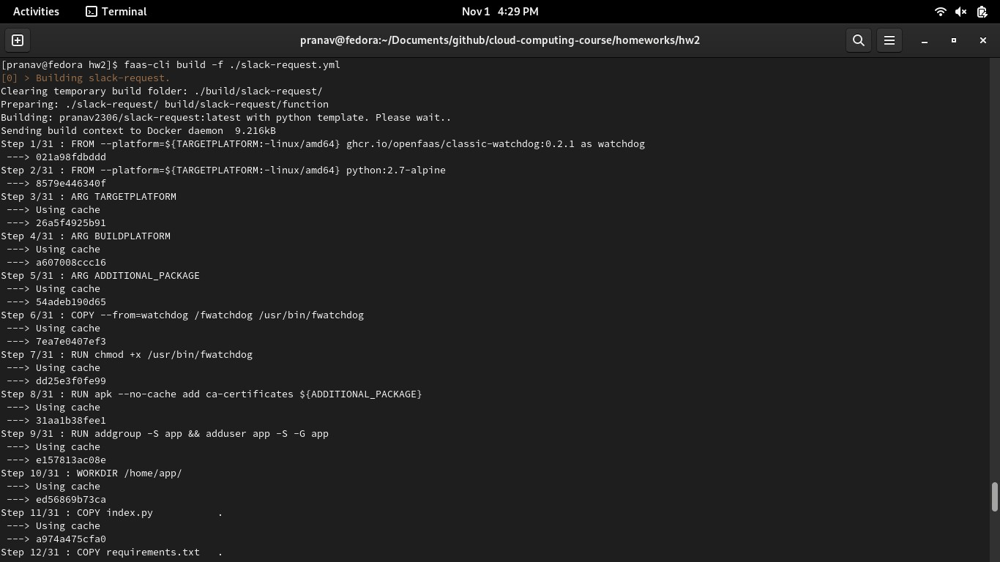 Activities
Terminal
Nov 1 4:29 PM
pranav@fedora:~/Documents/github/cloud-computing-course/homeworks/hw2
[pranav@fedora hw2]$ faas-cli build -f ./slack-request.yml
[0] > Building slack-request.
Clearing temporary build folder: ./build/slack-request/
Preparing: ./slack-request/ build/slack-request/function
Building: pranav2306/slack-request:latest with python template. Please wait..
Sending build context to Docker daemon  9.216kB
Step 1/31 : FROM --platform=${TARGETPLATFORM:-linux/amd64} ghcr.io/openfaas/classic-watchdog:0.2.1 as watchdog
 ---> 021a98fdbddd
Step 2/31 : FROM --platform=${TARGETPLATFORM:-linux/amd64} python:2.7-alpine
 ---> 8579e446340f
Step 3/31 : ARG TARGETPLATFORM
 ---> Using cache
 ---> 26a5f4925b91
Step 4/31 : ARG BUILDPLATFORM
 ---> Using cache
 ---> a607008ccc16
Step 5/31 : ARG ADDITIONAL_PACKAGE
 ---> Using cache
 ---> 54adeb190d65
Step 6/31 : COPY --from=watchdog /fwatchdog /usr/bin/fwatchdog
 ---> Using cache
 ---> 7ea7e0407ef3
Step 7/31 : RUN chmod +x /usr/bin/fwatchdog
 ---> Using cache
 ---> dd25e3f0fe99
Step 8/31 : RUN apk --no-cache add ca-certificates ${ADDITIONAL_PACKAGE}
 ---> Using cache
 ---> 31aa1b38fee1
Step 9/31 : RUN addgroup -S app && adduser app -S -G app
 ---> Using cache
 ---> e157813ac08e
Step 10/31 : WORKDIR /home/app/
 ---> Using cache
 ---> ed56869b73ca
Step 11/31 : COPY index.py           .
 ---> Using cache
 ---> a974a475cfa0
Step 12/31 : COPY requirements.txt   .